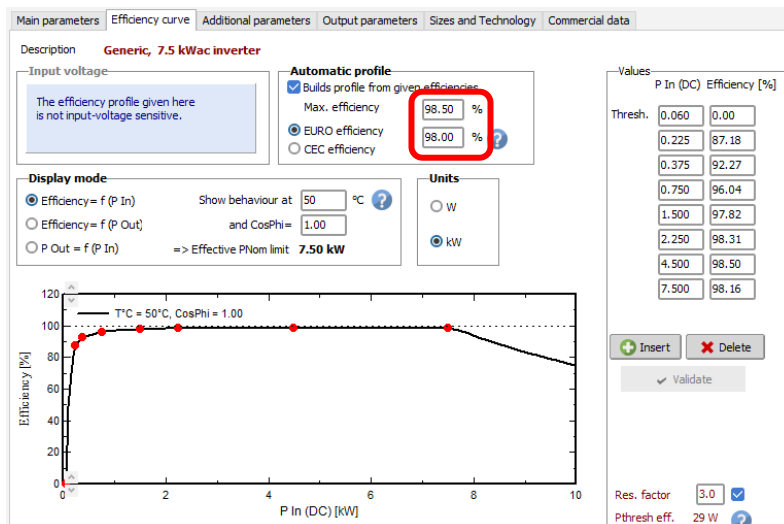 Main parameters Efficiency curve Additional parameters Output parameters Sizes and Technology Commercial data
Description Generic, 7.5 kWac inverter
Input voltage
The efficiency profile given here
is not input-voltage sensitive.
Automatic profile
Builds profile from given efficiencies
Max. efficiency 98.50 %
EURO efficiency 98.00 % ?
CEC efficiency
Display mode
Efficiency= f (P In) Show behaviour at 50 °C ?
Efficiency= f (P Out) and CosPhi= 1.00
P Out = f (P In) => Effective PNom limit 7.50 kW
Units
W
kW
Values
P In (DC) Efficiency [%]
Thresh. 0.060 0.00
0.225 87.18
0.375 92.27
0.750 96.04
1.500 97.82
2.250 98.31
4.500 98.50
7.500 98.16
Insert Delete
Validate
Res. factor 3.0
Pthresh eff. 29 W ?
T°C = 50°C, CosPhi = 1.00
Efficiency [%]
120
100
80
60
40
20
0
0 2 4 6 8 10
P In (DC) [kW]